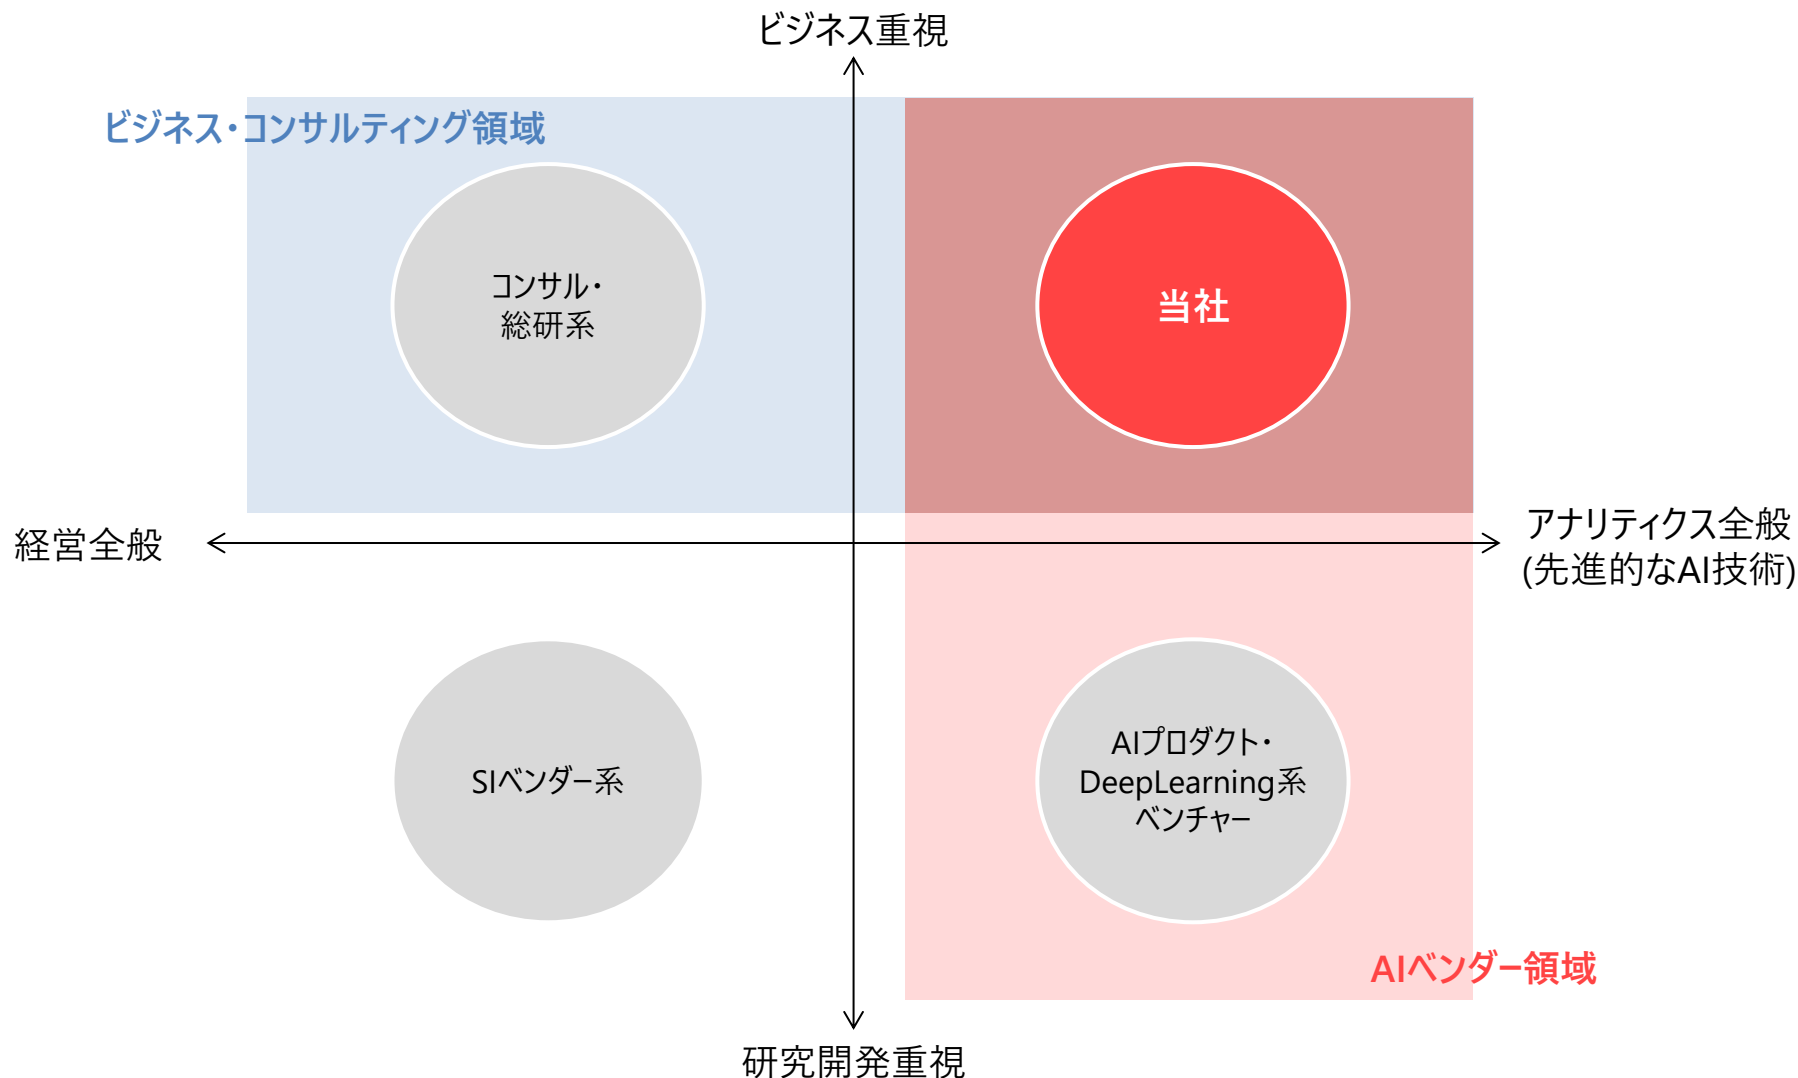 ビジネス重視
ビジネス・コンサルティング領域
コンサル・
総研系
当社
経営全般
アナリティクス全般
(先進的なAI技術)
SIベンダー系
AIプロダクト・
DeepLearning系
ベンチャー
AIベンダー領域
研究開発重視